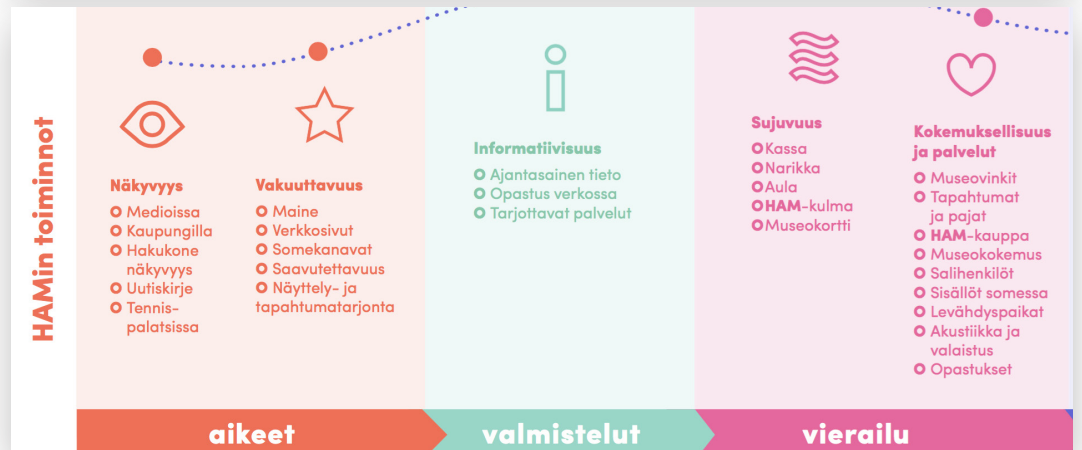 HAMin toiminnot
Näkyvyys
Medioissa
Kaupungilla
Hakukone
näkyvyys
Uutiskirje
Tennis-
palatsissa
Vakuuttavuus
Maine
Verkkosivut
Somekanavat
Saavutettavuus
Näyttely- ja
tapahtumatarjonta
Informatiivisuus
Ajantasainen tieto
Opastus verkossa
Tarjottavat palvelut
Sujuvuus
Kassa
Narikka
Aula
HAM-kulma
Museokortti
Kokemuksellisuus
ja palvelut
Museovinkit
Tapahtumat
ja pajat
HAM-kauppa
Museokokemus
Salihenkilöt
Sisällöt somessa
Levähdyspaikat
Akustiikka ja
valaistus
Opastukset
aikeet
valmistelut
vierailu